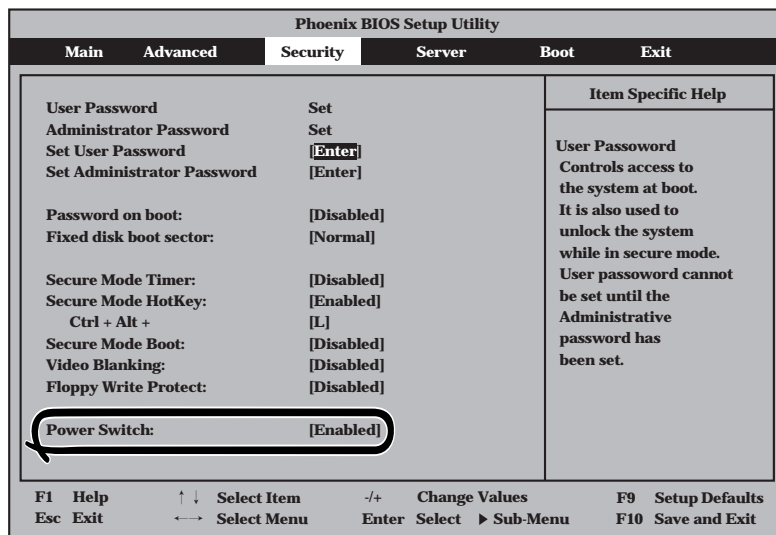 Phoenix BIOS Setup Utility
Main Advanced Security Server Boot Exit
User Password Set
Administrator Password Set
Set User Password [Enter]
Set Administrator Password [Enter]
Password on boot: [Disabled]
Fixed disk boot sector: [Normal]
Secure Mode Timer: [Disabled]
Secure Mode HotKey: [Enabled]
Ctrl + Alt + [L]
Secure Mode Boot: [Disabled]
Video Blanking: [Disabled]
Floppy Write Protect: [Disabled]
Power Switch: [Enabled]
Item Specific Help
User Passoword
Controls access to
the system at boot.
It is also used to
unlock the system
while in secure mode.
User passoword cannot
be set until the
Administrative
password has
been set.
F1 Help ↑↓ Select Item -/+ Change Values F9 Setup Defaults
Esc Exit ←→ Select Menu Enter Select ▶ Sub-Menu F10 Save and Exit